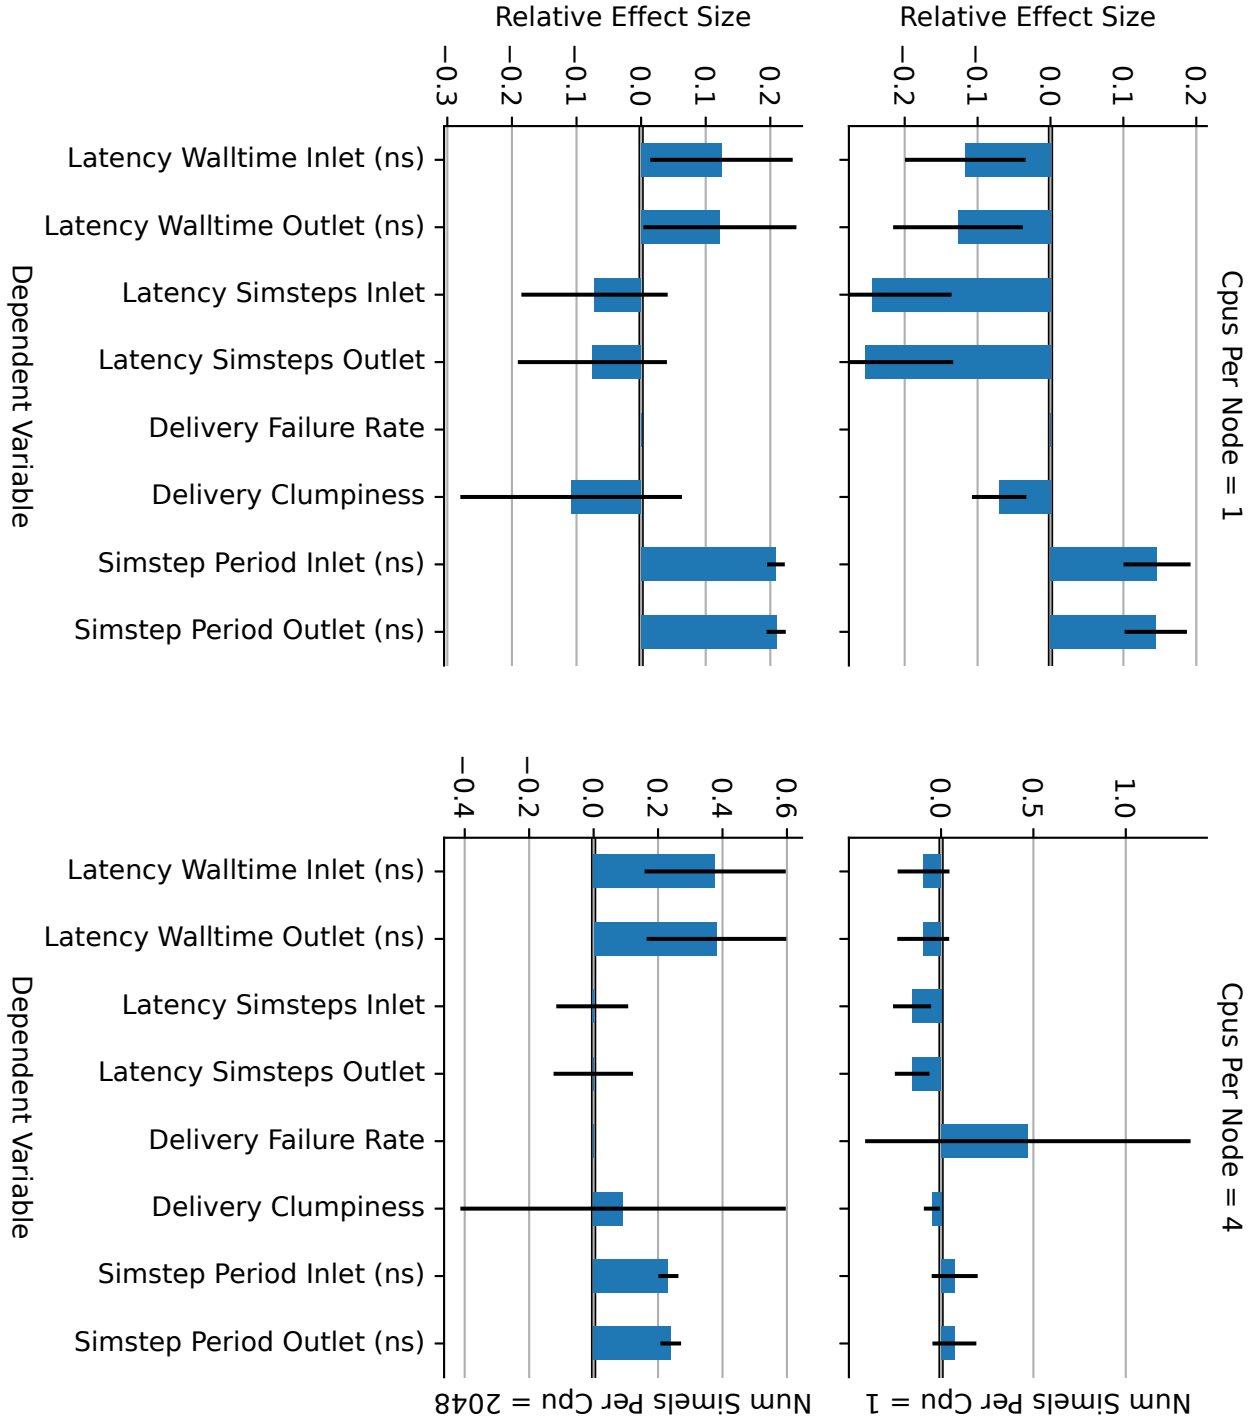 Relative Effect Size
Relative Effect Size
−0.3
−0.2
−0.1
0.0
0.1
0.2
−0.2
−0.1
0.0
0.1
0.2
Cpus Per Node = 1
Latency Walltime Inlet (ns)
Latency Walltime Outlet (ns)
Latency Simsteps Inlet
Latency Simsteps Outlet
Delivery Failure Rate
Delivery Clumpiness
Simstep Period Inlet (ns)
Simstep Period Outlet (ns)
Dependent Variable
−0.4
−0.2
0.0
0.2
0.4
0.6
0.0
0.5
1.0
Cpus Per Node = 4
Latency Walltime Inlet (ns)
Latency Walltime Outlet (ns)
Latency Simsteps Inlet
Latency Simsteps Outlet
Delivery Failure Rate
Delivery Clumpiness
Simstep Period Inlet (ns)
Simstep Period Outlet (ns)
Dependent Variable
Num Simels Per Cpu = 2048
Num Simels Per Cpu = 1